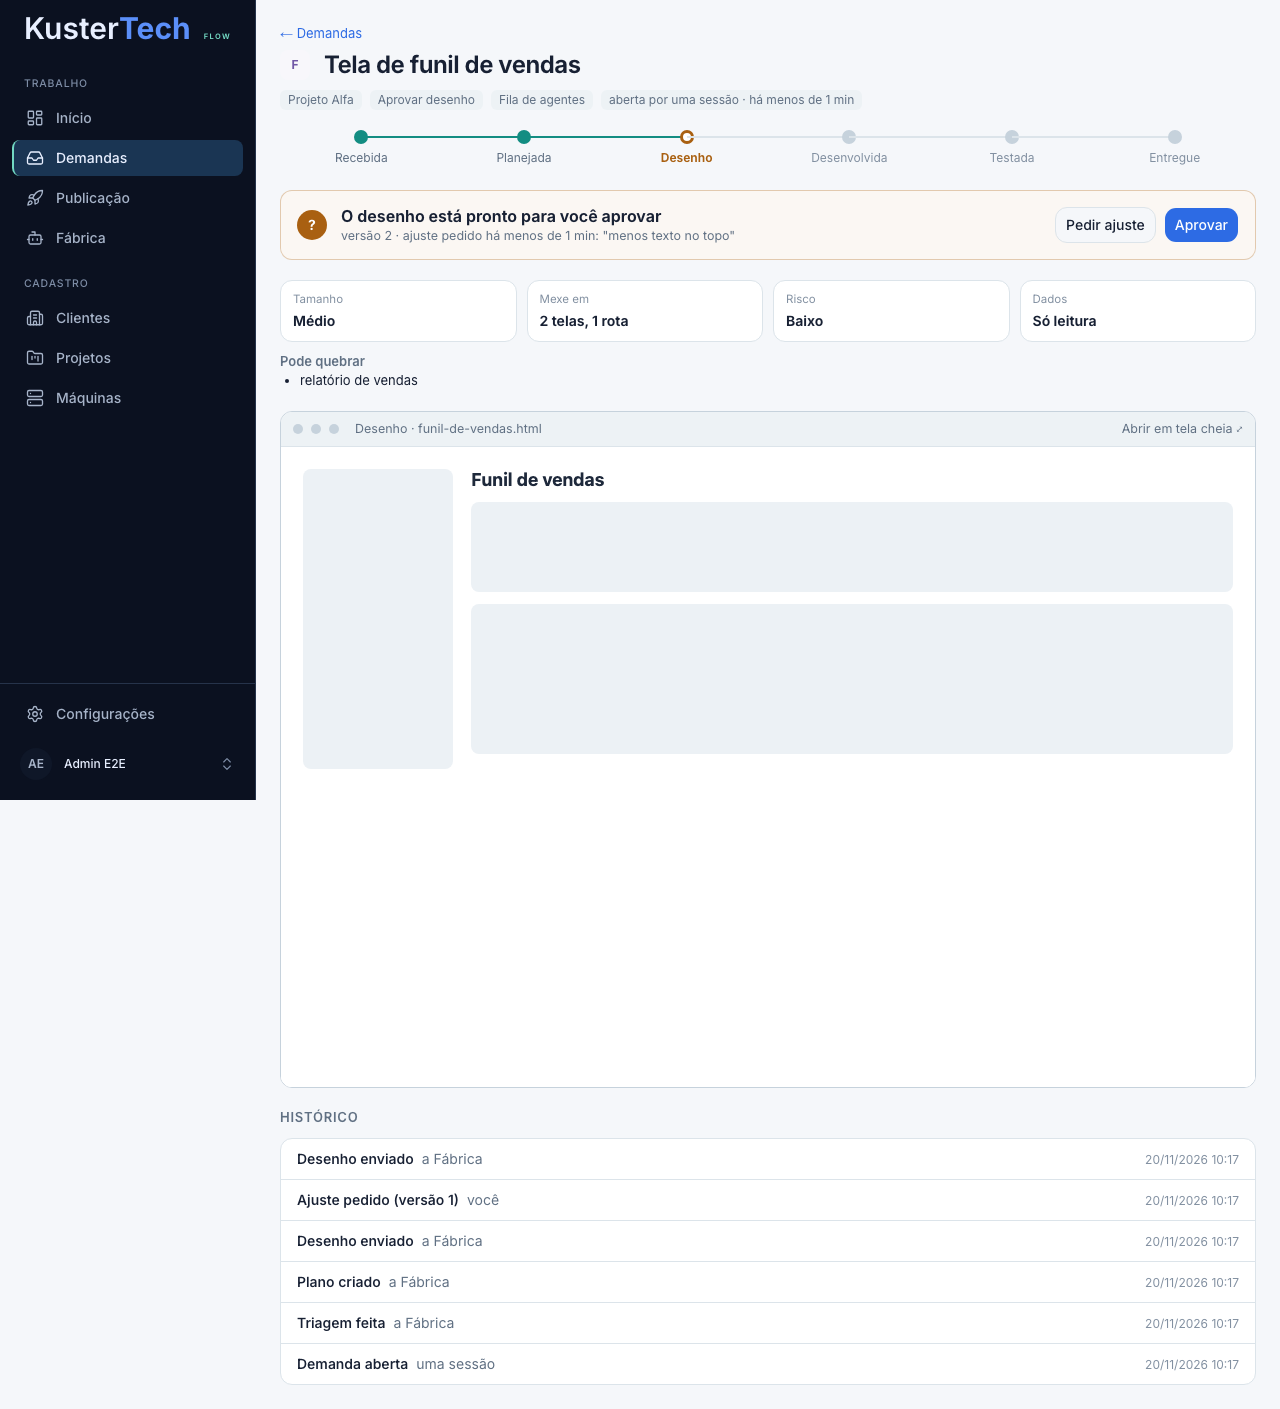 KusterTech FLOW
TRABALHO
Início
Demandas
Publicação
Fábrica
CADASTRO
Clientes
Projetos
Máquinas
Configurações
AE Admin E2E
← Demandas
F Tela de funil de vendas
Projeto Alfa Aprovar desenho Fila de agentes aberta por uma sessão · há menos de 1 min
Recebida Planejada Desenho Desenvolvida Testada Entregue
? O desenho está pronto para você aprovar
versão 2 · ajuste pedido há menos de 1 min: "menos texto no topo"
Pedir ajuste Aprovar
Tamanho Mexe em Risco Dados
Médio 2 telas, 1 rota Baixo Só leitura
Pode quebrar
• relatório de vendas
Desenho · funil-de-vendas.html Abrir em tela cheia ⤢
Funil de vendas
HISTÓRICO
Desenho enviado a Fábrica 20/11/2026 10:17
Ajuste pedido (versão 1) você 20/11/2026 10:17
Desenho enviado a Fábrica 20/11/2026 10:17
Plano criado a Fábrica 20/11/2026 10:17
Triagem feita a Fábrica 20/11/2026 10:17
Demanda aberta uma sessão 20/11/2026 10:17